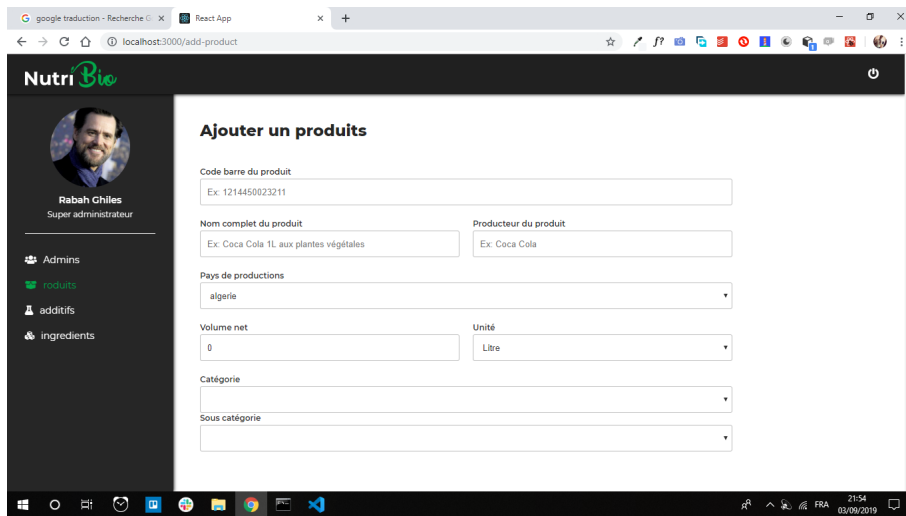 google traduction - Recherche G
React App
localhost:3000/add-product
f?
Nutri Bio
Rabah Ghiles
Super administrateur
Admins
roduits
additifs
ingredients
Ajouter un produits
Code barre du produit
Ex: 1214450023211
Nom complet du produit
Producteur du produit
Ex: Coca Cola 1L aux plantes végétales
Ex: Coca Cola
Pays de productions
algerie
Volume net
Unité
0
Litre
Catégorie
Sous catégorie
FRA
21:54
03/09/2019